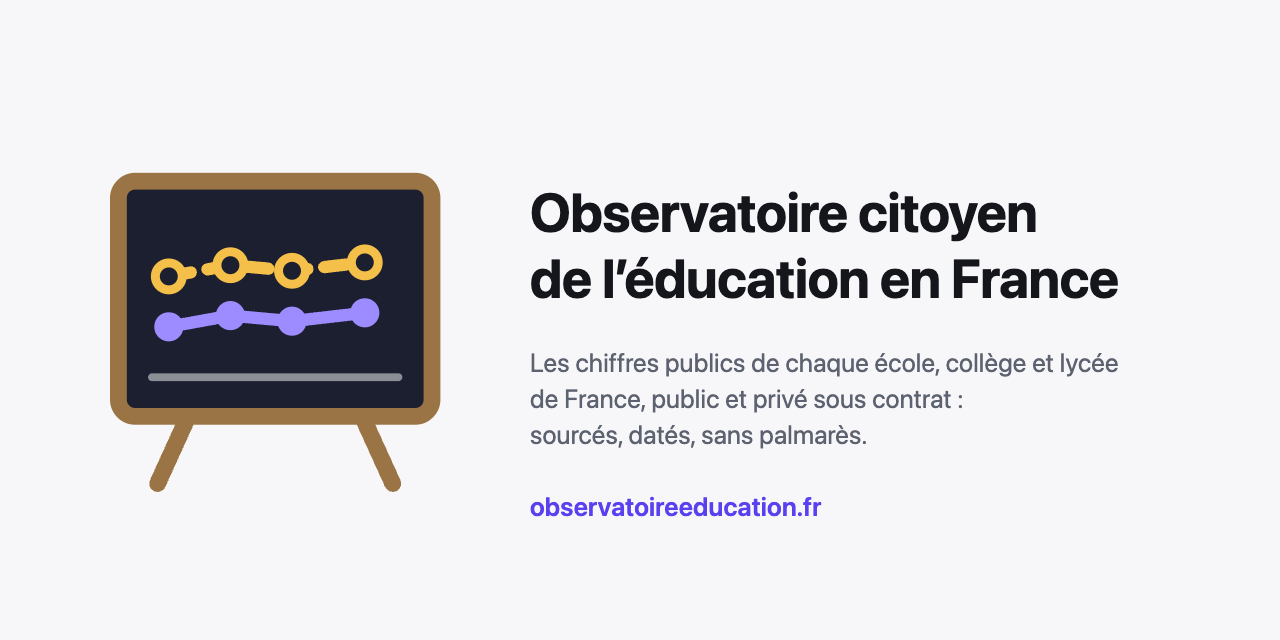 Observatoire citoyen
de l’éducation en France
Les chiffres publics de chaque école, collège et lycée
de France, public et privé sous contrat :
sourcés, datés, sans palmarès.
observatoireeducation.fr